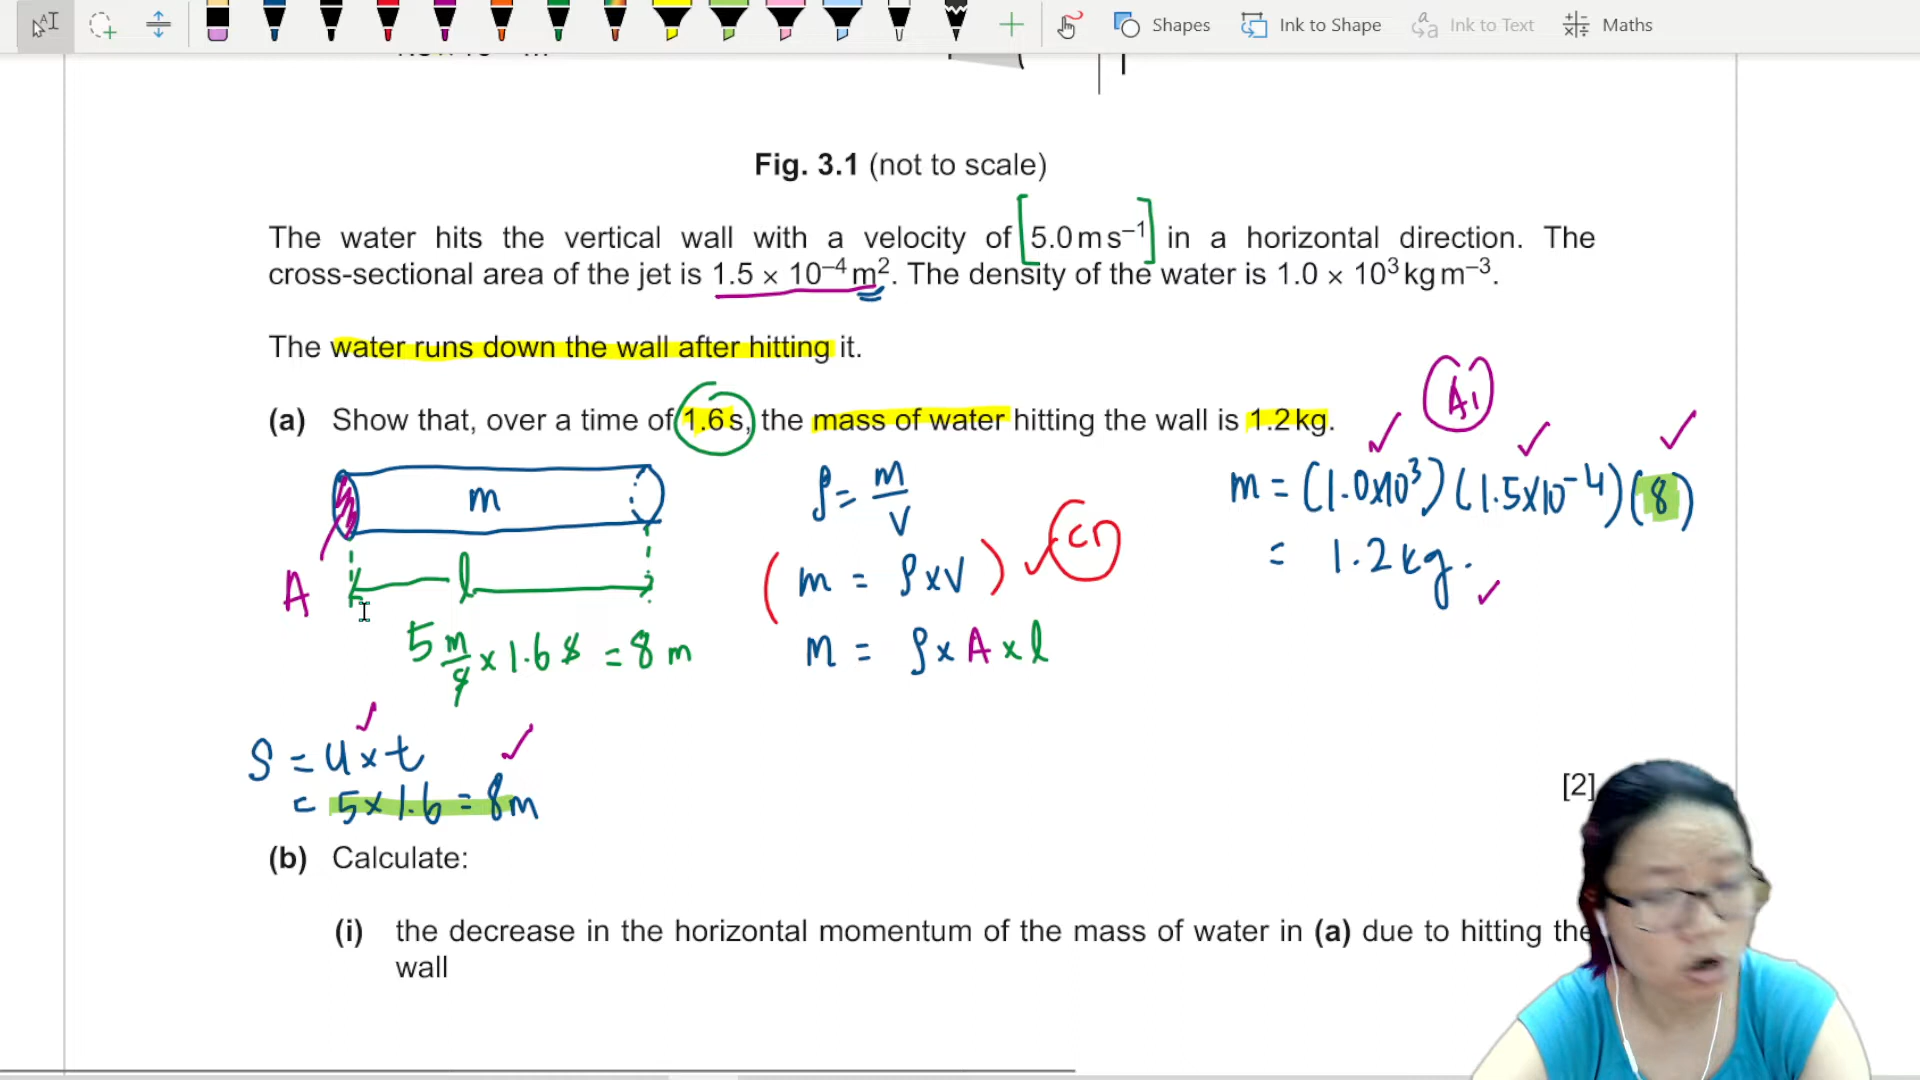 Shapes
Ink to Shape
Ink to Text
Maths
Fig. 3.1 (not to scale)
The water hits the vertical wall with a velocity of [5.0 m s⁻¹] in a horizontal direction. The
cross-sectional area of the jet is 1.5 × 10⁻⁴ m². The density of the water is 1.0 × 10³ kg m⁻³.
The water runs down the wall after hitting it.
A1
(a) Show that, over a time of 1.6 s, the mass of water hitting the wall is 1.2 kg.
m
ρ = m/V
m = (1.0×10³)(1.5×10⁻⁴)(8)
C1
= 1.2 kg.
A
l
(m = ρ×V)
5 m/s × 1.6 s = 8 m
m = ρ × A × l
S = u × t
= 5 × 1.6 = 8m
[2]
(b) Calculate:
(i) the decrease in the horizontal momentum of the mass of water in (a) due to hitting the
wall